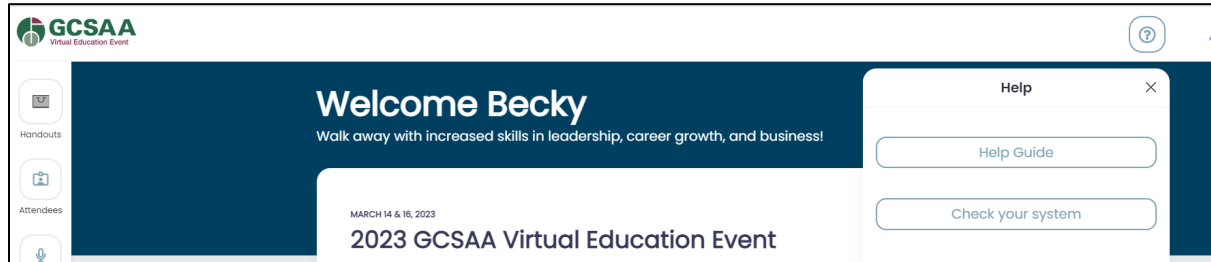 GCSAA
Virtual Education Event
Handouts
Attendees
Welcome Becky
Walk away with increased skills in leadership, career growth, and business!
MARCH 14 & 16, 2023
2023 GCSAA Virtual Education Event
?
Help
Help Guide
Check your system